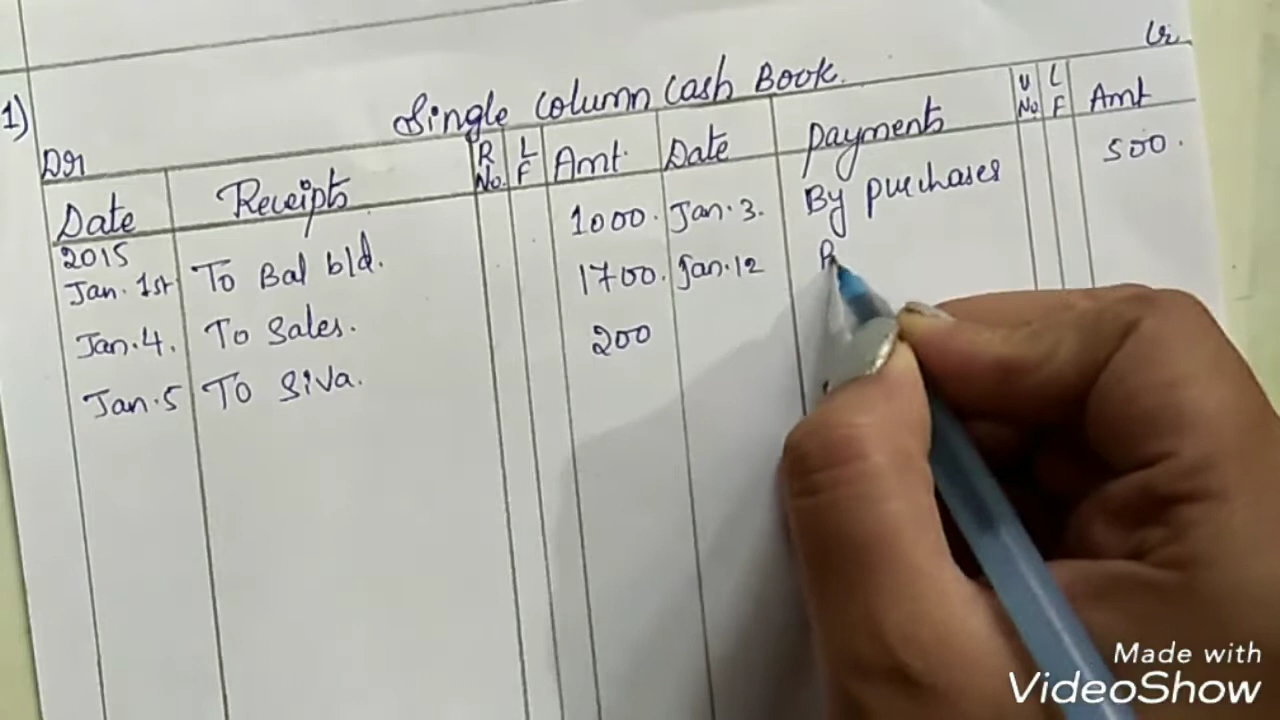 1)
Single Column Cash Book.
Dr Cr
Date Receipts R No. L F Amt. Date Payments V No. L F Amt
2015
Jan. 1st To Bal b/d. 1000. Jan. 3. By purchases 500.
Jan. 4. To Sales. 1700. Jan. 12
Jan. 5 To Siva. 200
Made with
VideoShow